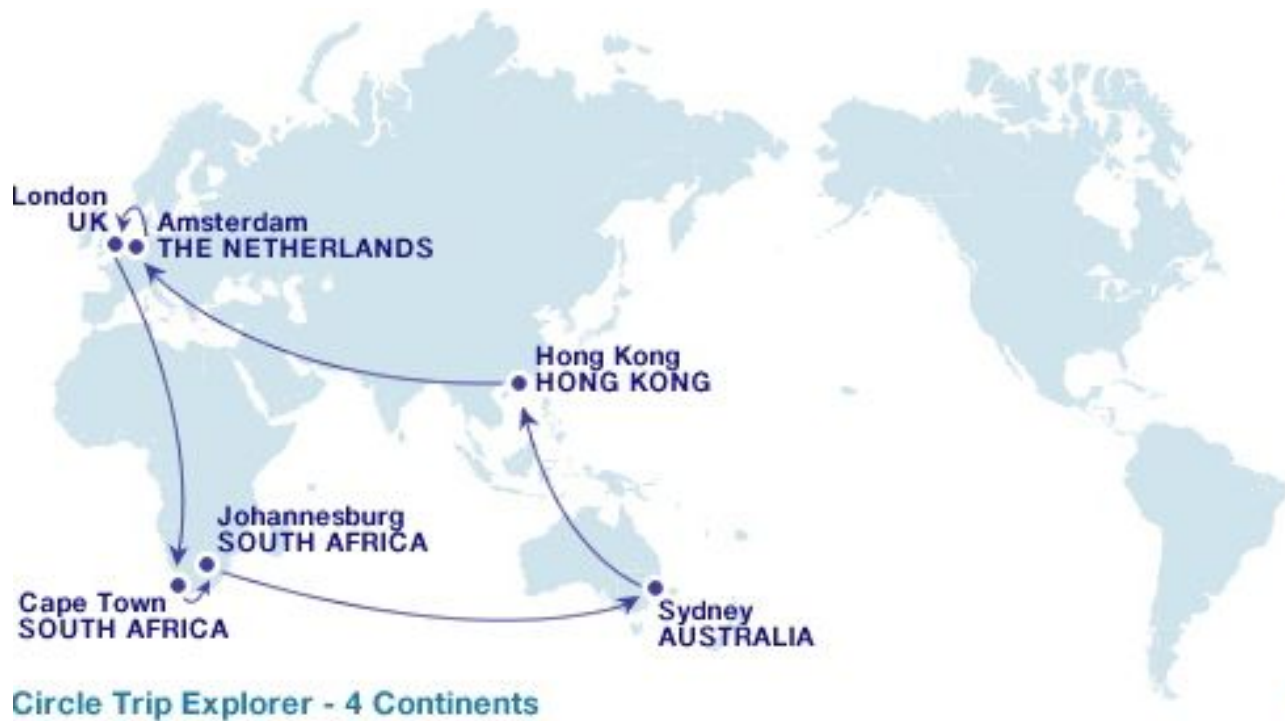 London
UK
Amsterdam
THE NETHERLANDS
Hong Kong
HONG KONG
Johannesburg
SOUTH AFRICA
Cape Town
SOUTH AFRICA
Sydney
AUSTRALIA
Circle Trip Explorer - 4 Continents